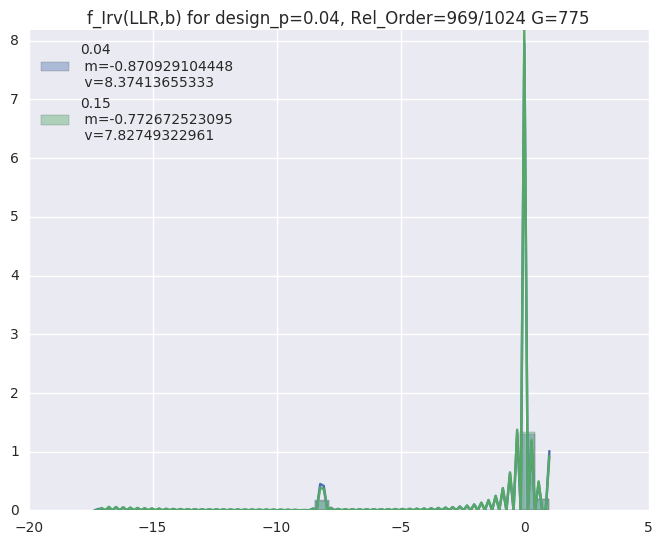 f_Irv(LLR,b) for design_p=0.04, Rel_Order=969/1024 G=775
0.04
m=-0.870929104448
v=8.37413655333
0.15
m=-0.772672523095
v=7.82749322961
8
7
6
5
4
3
2
1
0
−20 −15 −10 −5 0 5